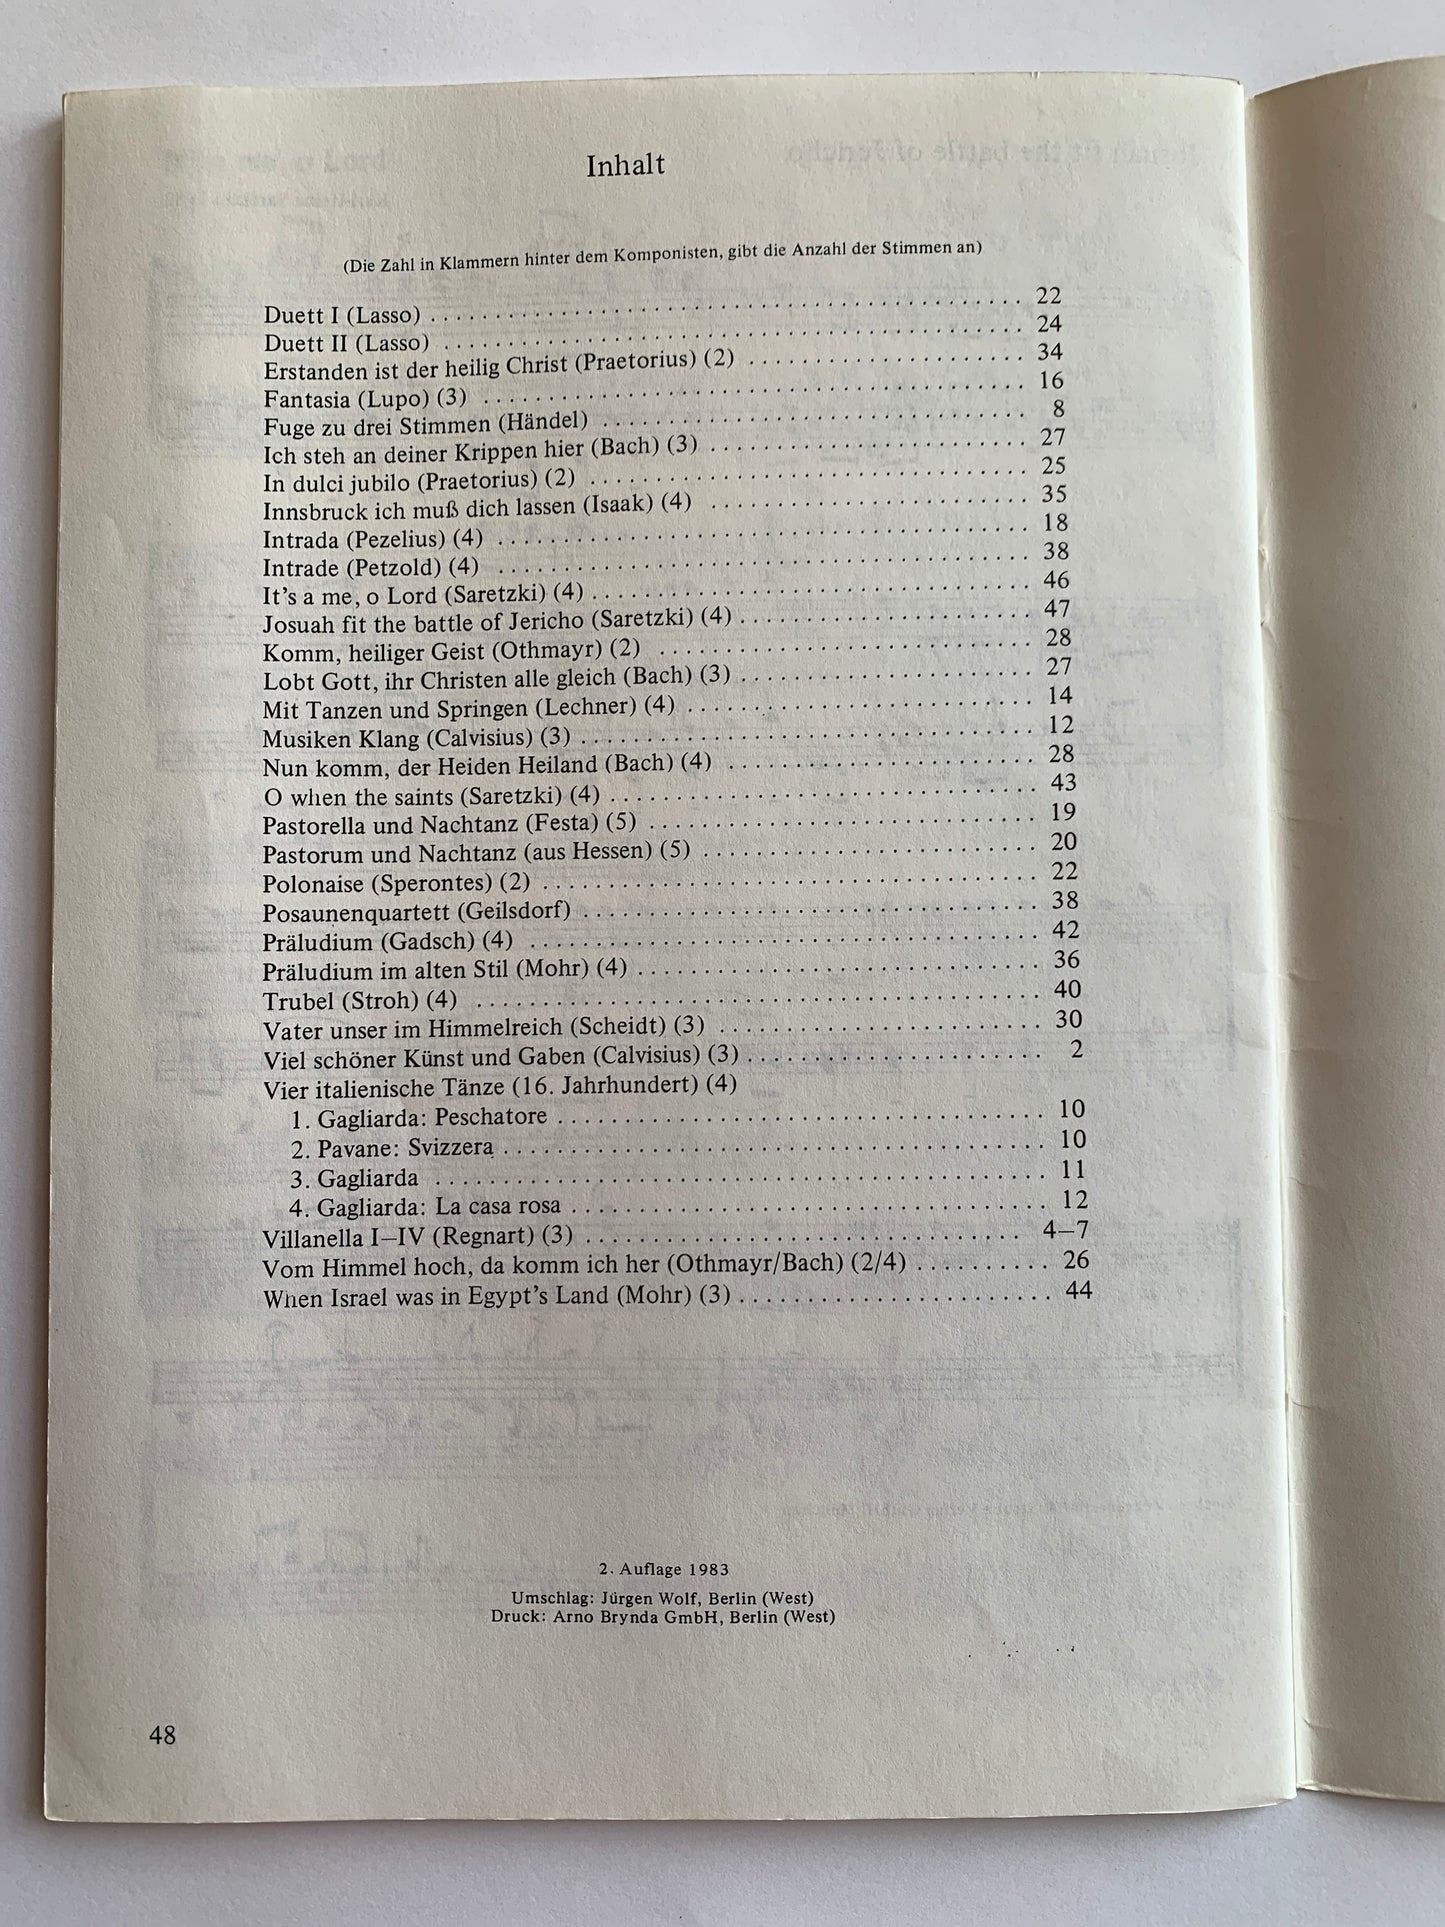 Inhalt
(Die Zahl in Klammern hinter dem Komponisten, gibt die Anzahl der Stimmen an)
Duett I (Lasso) . . . . . . . . . . . . . . . . . . . . 22
Duett II (Lasso) . . . . . . . . . . . . . . . . . . . . 24
Erstanden ist der heilig Christ (Praetorius) (2) . . . . . . . . . . 34
Fantasia (Lupo) (3) . . . . . . . . . . . . . . . . . . . . 16
Fuge zu drei Stimmen (Händel) . . . . . . . . . . . . . . . 8
Ich steh an deiner Krippen hier (Bach) (3) . . . . . . . . . . 27
In dulci jubilo (Praetorius) (2) . . . . . . . . . . . . . . . 25
Innsbruck ich muß dich lassen (Isaak) (4) . . . . . . . . . . 35
Intrada (Pezelius) (4) . . . . . . . . . . . . . . . . . . . . 18
Intrade (Petzold) (4) . . . . . . . . . . . . . . . . . . . . 38
It's a me, o Lord (Saretzki) (4) . . . . . . . . . . . . . . . 46
Josuah fit the battle of Jericho (Saretzki) (4) . . . . . . . . . . 47
Komm, heiliger Geist (Othmayr) (2) . . . . . . . . . . . . . . . 28
Lobt Gott, ihr Christen alle gleich (Bach) (3) . . . . . . . . . . 27
Mit Tanzen und Springen (Lechner) (4) . . . . . . . . . . 14
Musiken Klang (Calvisius) (3) . . . . . . . . . . . . . . . 12
Nun komm, der Heiden Heiland (Bach) (4) . . . . . . . . . . 28
O when the saints (Saretzki) (4) . . . . . . . . . . . . . . . 43
Pastorella und Nachtanz (Festa) (5) . . . . . . . . . . . . . . . 19
Pastorum und Nachtanz (aus Hessen) (5) . . . . . . . . . . 20
Polonaise (Sperontes) (2) . . . . . . . . . . . . . . . . . . . . 22
Posaunenquartett (Geilsdorf) . . . . . . . . . . . . . . . 38
Präludium (Gadsch) (4) . . . . . . . . . . . . . . . . . . . . 42
Präludium im alten Stil (Mohr) (4) . . . . . . . . . . . . . . . 36
Trubel (Stroh) (4) . . . . . . . . . . . . . . . . . . . . 40
Vater unser im Himmelreich (Scheidt) (3) . . . . . . . . . . 30
Viel schöner Künst und Gaben (Calvisius) (3) . . . . . . . . . . 2
Vier italienische Tänze (16. Jahrhundert) (4)
1. Gagliarda: Peschatore . . . . . . . . . . . . . . . . . . . . 10
2. Pavane: Svizzera . . . . . . . . . . . . . . . . . . . . 10
3. Gagliarda . . . . . . . . . . . . . . . . . . . . 11
4. Gagliarda: La casa rosa . . . . . . . . . . . . . . . . . . . . 12
Villanella I–IV (Regnart) (3) . . . . . . . . . . . . . . . 4–7
Vom Himmel hoch, da komm ich her (Othmayr/Bach) (2/4) . . . . . . . . . . 26
When Israel was in Egypt's Land (Mohr) (3) . . . . . . . . . . 44
2. Auflage 1983
Umschlag: Jürgen Wolf, Berlin (West)
Druck: Arno Brynda GmbH, Berlin (West)
48